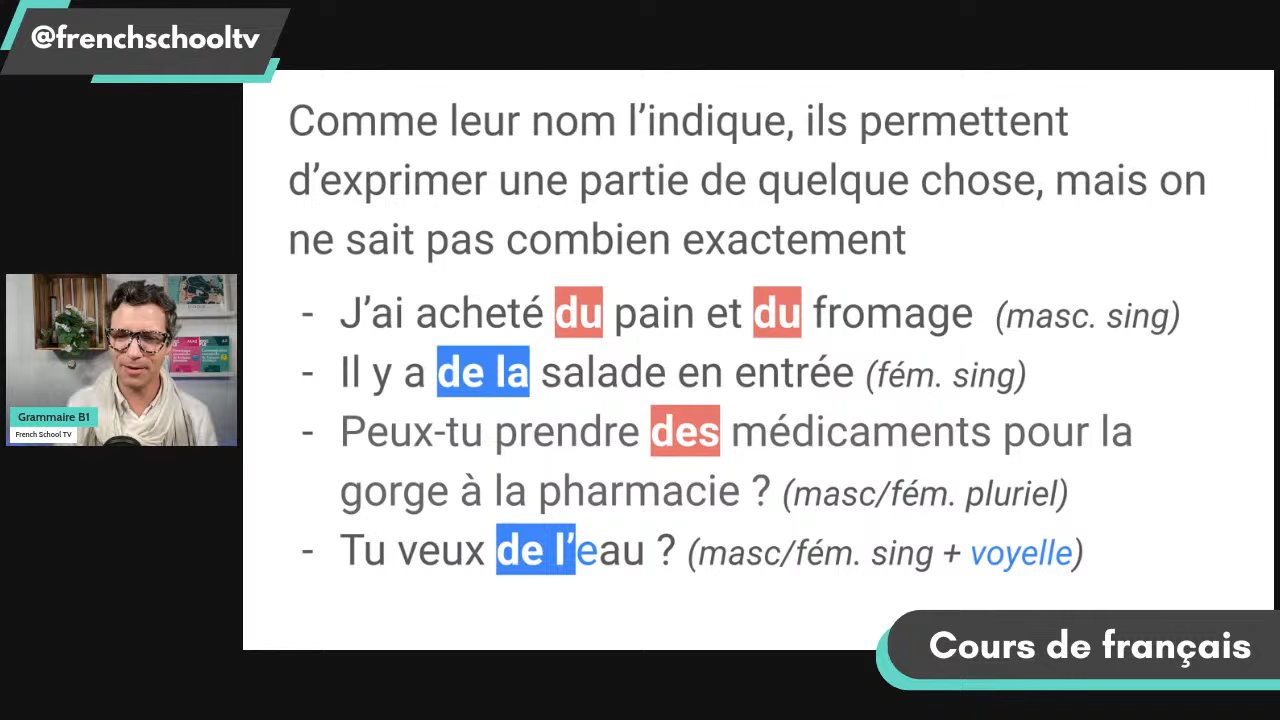 @frenchschooltv
Comme leur nom l’indique, ils permettent
d’exprimer une partie de quelque chose, mais on
ne sait pas combien exactement
- J’ai acheté du pain et du fromage (masc. sing)
- Il y a de la salade en entrée (fém. sing)
- Peux-tu prendre des médicaments pour la
gorge à la pharmacie ? (masc/fém. pluriel)
- Tu veux de l’eau ? (masc/fém. sing + voyelle)
Grammaire B1
French School TV
Cours de français